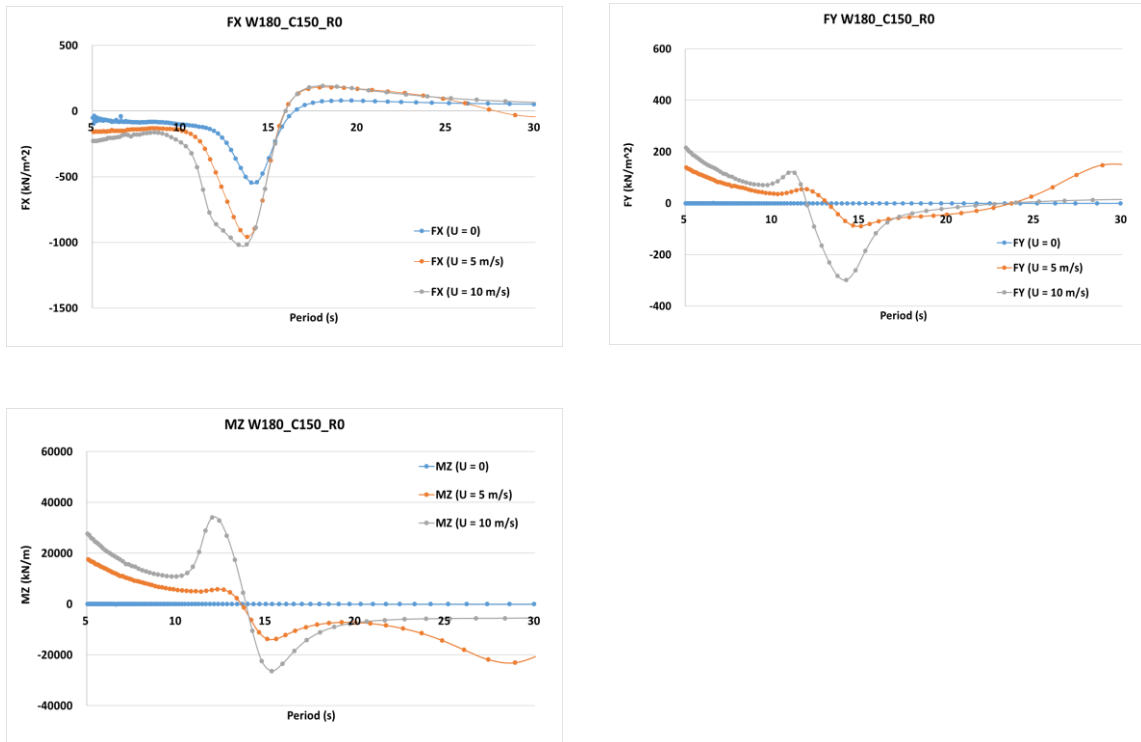 FX W180_C150_R0
500
0
-500
-1000
-1500
5 10 15 20 25 30
FX (kN/m^2)
Period (s)
FX (U = 0)
FX (U = 5 m/s)
FX (U = 10 m/s)
FY W180_C150_R0
600
400
200
0
-200
-400
5 10 15 20 25 30
FY (kN/m^2)
Period (s)
FY (U = 0)
FY (U = 5 m/s)
FY (U = 10 m/s)
MZ W180_C150_R0
60000
40000
20000
0
-20000
-40000
5 10 15 20 25 30
MZ (kN/m)
Period (s)
MZ (U = 0)
MZ (U = 5 m/s)
MZ (U = 10 m/s)